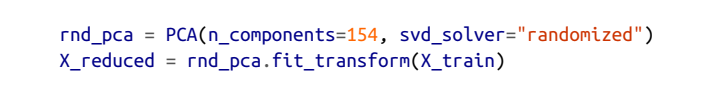 rnd_pca = PCA(n_components=154, svd_solver="randomized")
X_reduced = rnd_pca.fit_transform(X_train)